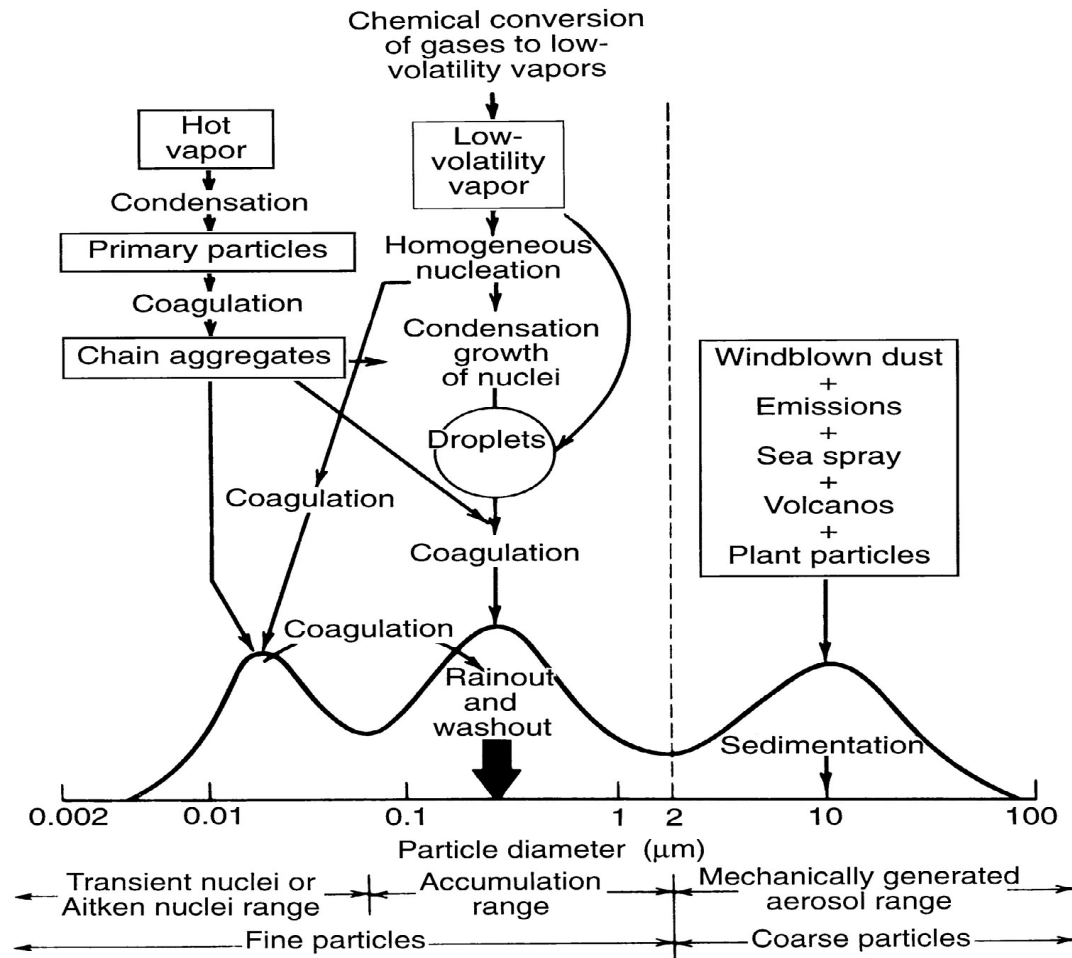 Chemical conversion
of gases to low-
volatility vapors
Hot
vapor
Condensation
Primary particles
Coagulation
Chain aggregates
Low-
volatility
vapor
Homogeneous
nucleation
Condensation
growth
of nuclei
Droplets
Coagulation
Coagulation
Coagulation
Rainout
and
washout
Windblown dust
+
Emissions
+
Sea spray
+
Volcanos
+
Plant particles
Sedimentation
0.002
0.01
0.1
1
2
10
100
Particle diameter (μm)
Transient nuclei or
Aitken nuclei range
Accumulation
range
Mechanically generated
aerosol range
Fine particles
Coarse particles